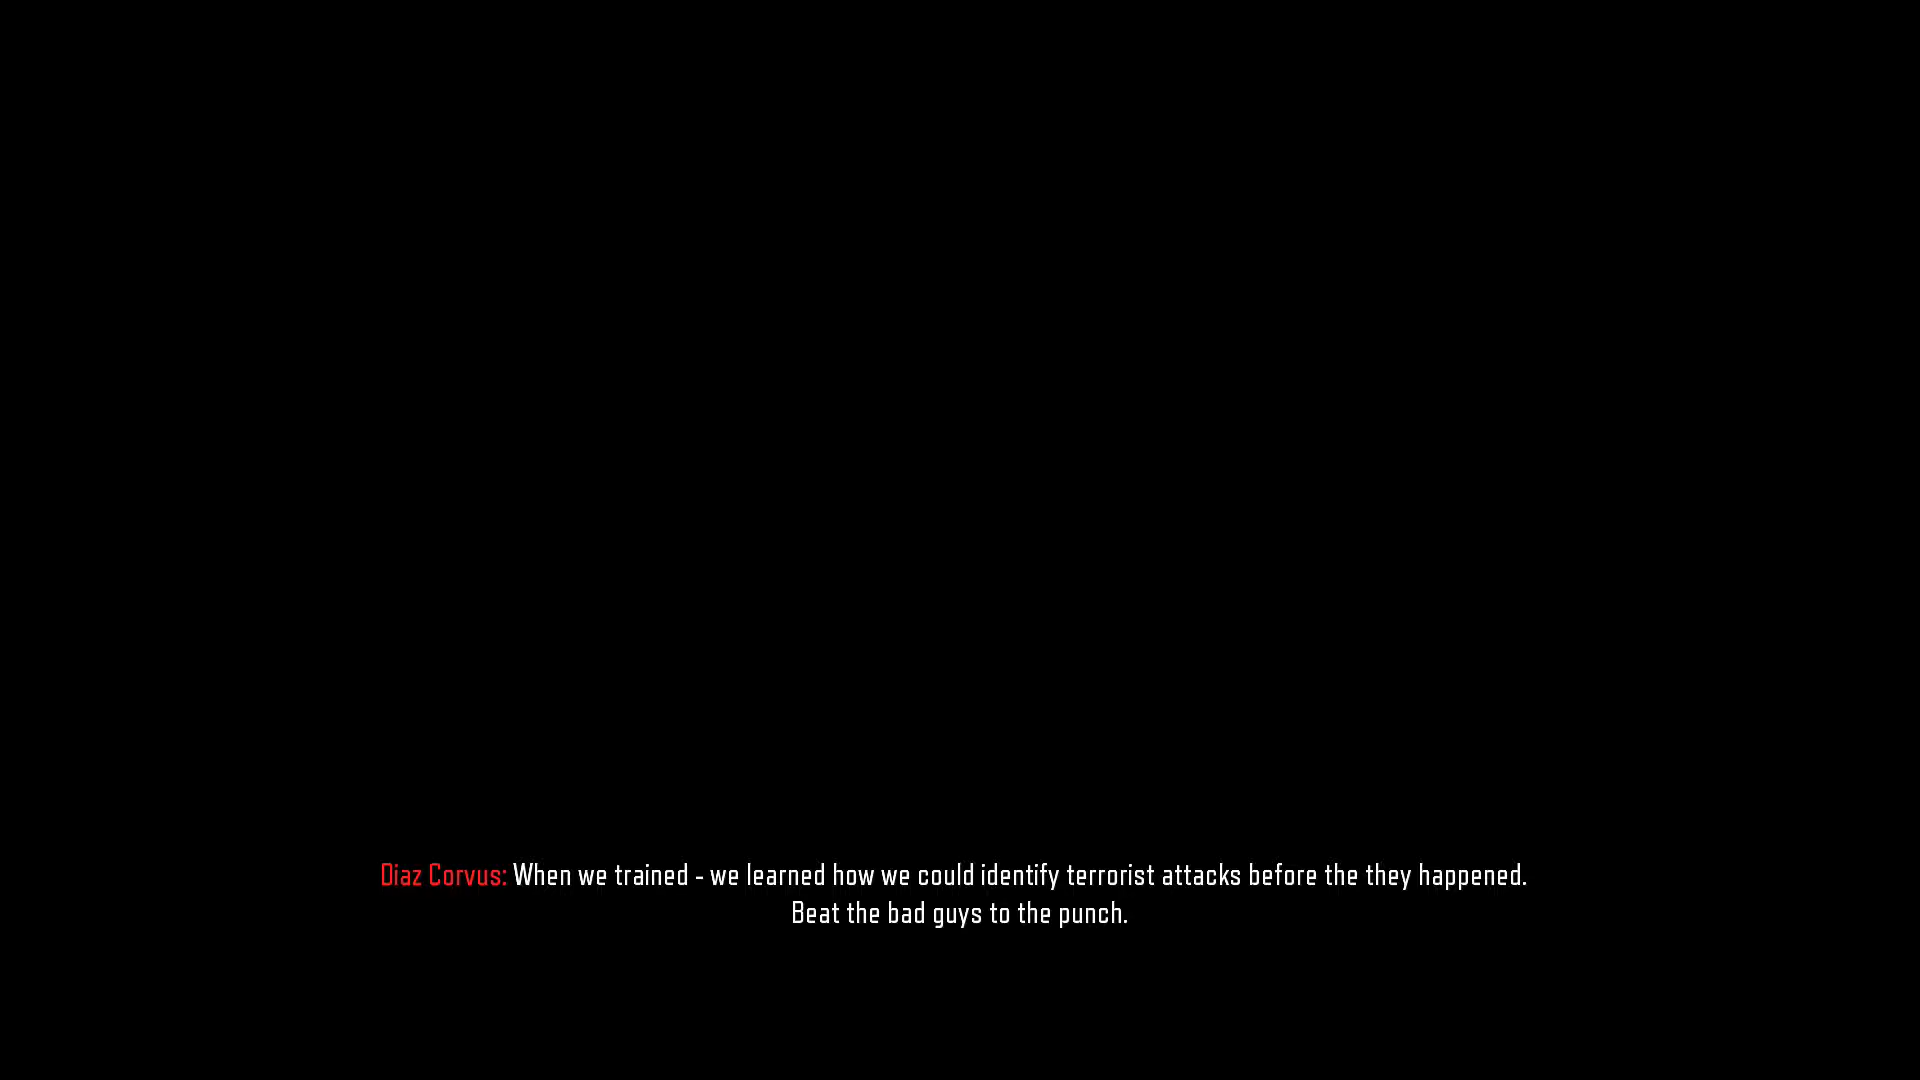 Diaz Corvus: When we trained - we learned how we could identify terrorist attacks before the they happened.
Beat the bad guys to the punch.